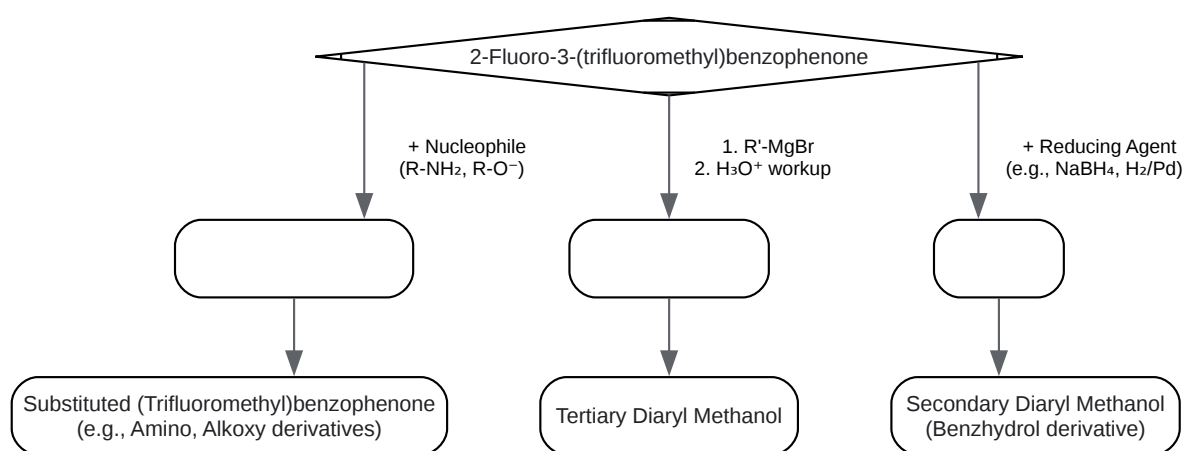 2-Fluoro-3-(trifluoromethyl)benzophenone
+ Nucleophile
(R-NH₂, R-O⁻)
1. R'-MgBr
2. H₃O⁺ workup
+ Reducing Agent
(e.g., NaBH₄, H₂/Pd)
Substituted (Trifluoromethyl)benzophenone
(e.g., Amino, Alkoxy derivatives)
Tertiary Diaryl Methanol
Secondary Diaryl Methanol
(Benzhydrol derivative)